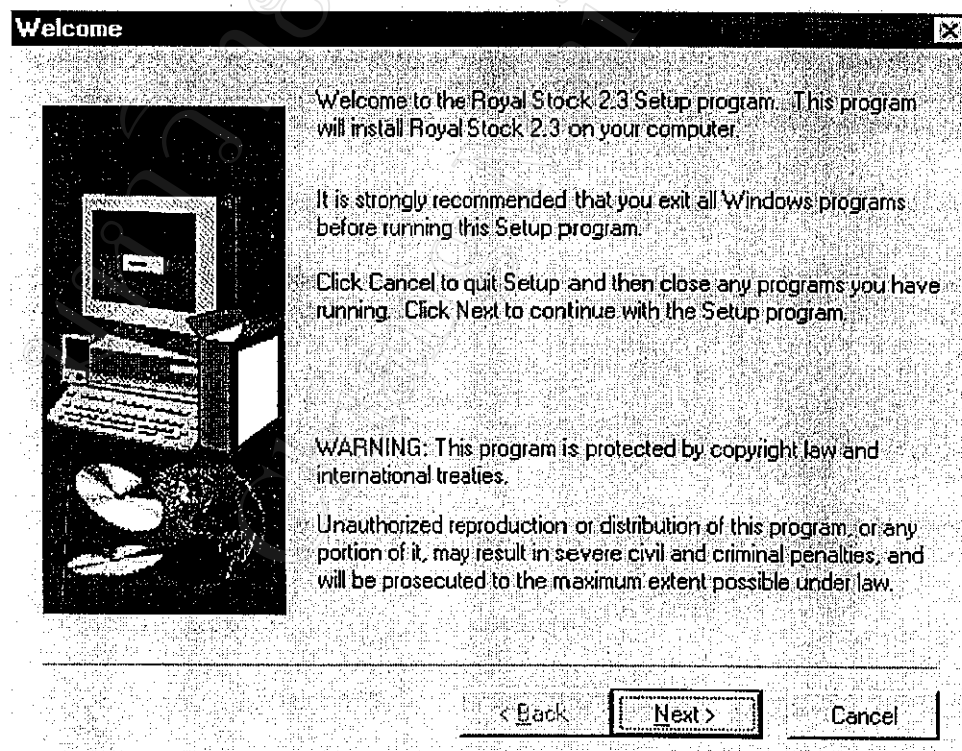 Welcome
Welcome to the Royal Stock 2.3 Setup program. This program
will install Royal Stock 2.3 on your computer.
It is strongly recommended that you exit all Windows programs
before running this Setup program.
Click Cancel to quit Setup and then close any programs you have
running. Click Next to continue with the Setup program.
WARNING: This program is protected by copyright law and
international treaties.
Unauthorized reproduction or distribution of this program, or any
portion of it, may result in severe civil and criminal penalties, and
will be prosecuted to the maximum extent possible under law.
< Back
Next >
Cancel